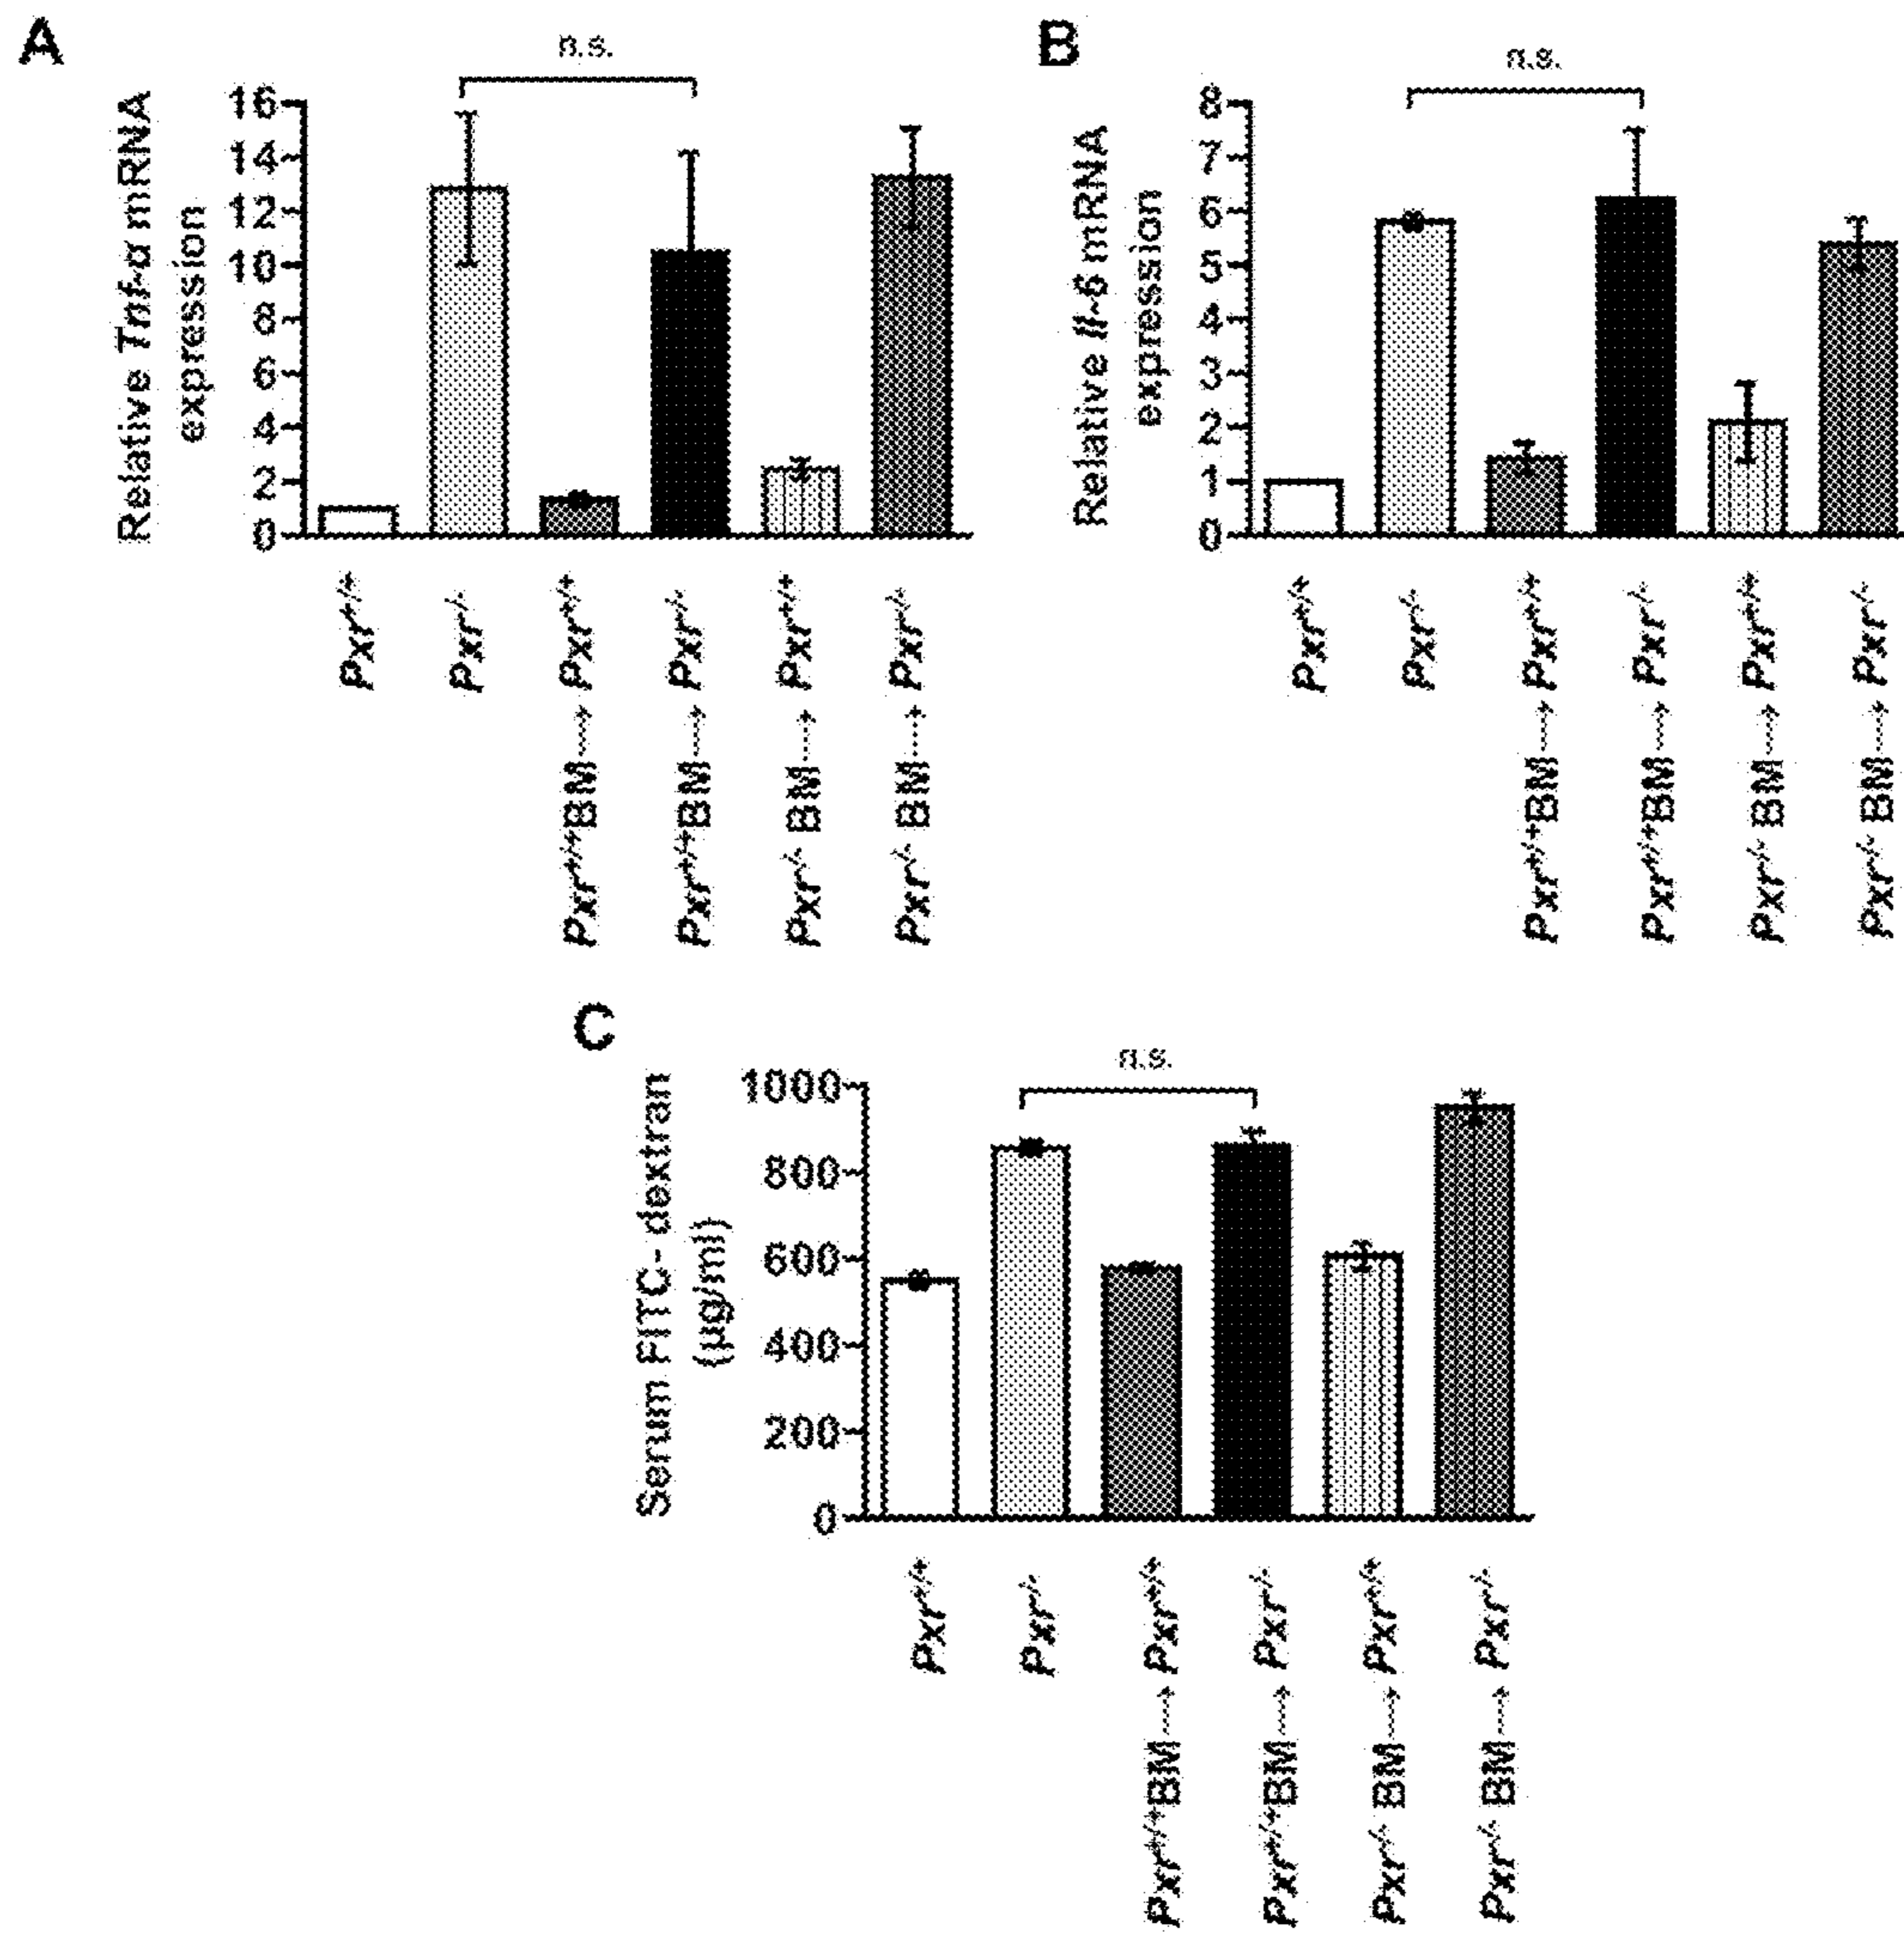 A
n.s.
Relative Tnf-α mRNA
expression
16
14
12
10
8
6
4
2
0
Pxr+/+
Pxr-/-
Pxr+/+BM→ Pxr+/+
Pxr+/+BM→ Pxr-/-
Pxr-/- BM→ Pxr+/+
Pxr-/- BM→ Pxr-/-
B
n.s.
Relative Il-6 mRNA
expression
8
7
6
5
4
3
2
1
0
Pxr+/+
Pxr-/-
Pxr+/+BM→ Pxr+/+
Pxr+/+BM→ Pxr-/-
Pxr-/- BM→ Pxr+/+
Pxr-/- BM→ Pxr-/-
C
n.s.
Serum FITC- dextran
(µg/ml)
1000
800
600
400
200
0
Pxr+/+
Pxr-/-
Pxr+/+BM→ Pxr+/+
Pxr+/+BM→ Pxr-/-
Pxr-/- BM→ Pxr+/+
Pxr-/- BM→ Pxr-/-